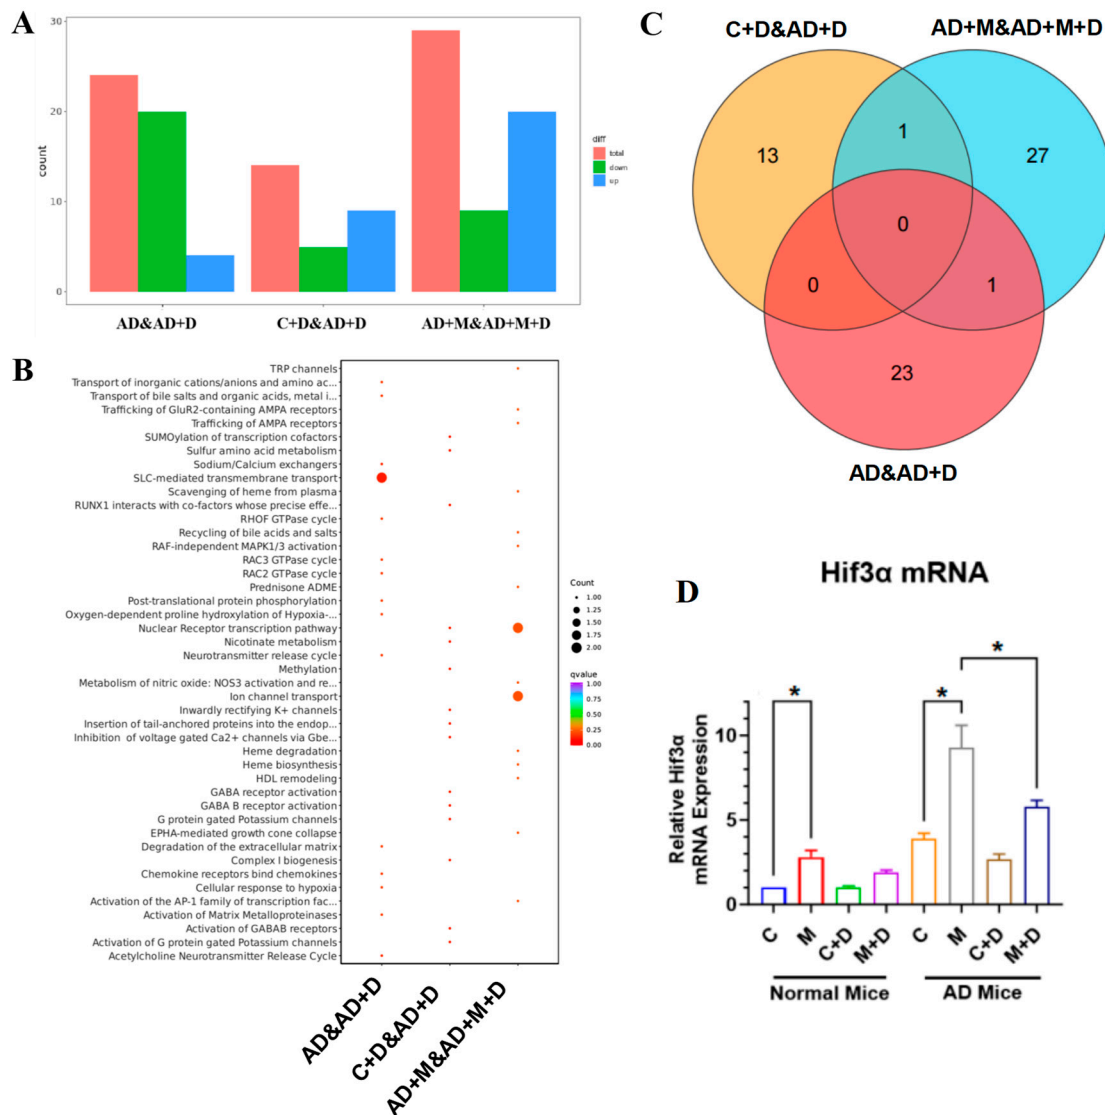 A
30
20
10
0
count
AD&AD+D
C+D&AD+D
AD+M&AD+M+D
diff
total
down
up
C
C+D&AD+D
AD+M&AD+M+D
13
1
27
0
0
1
23
AD&AD+D
B
TRP channels
Transport of inorganic cations/anions and amino ac...
Transport of bile salts and organic acids, metal i...
Trafficking of GluR2-containing AMPA receptors
Trafficking of AMPA receptors
SUMOylation of transcription cofactors
Sulfur amino acid metabolism
Sodium/Calcium exchangers
SLC-mediated transmembrane transport
Scavenging of heme from plasma
RUNX1 interacts with co-factors whose precise effe...
RHOF GTPase cycle
Recycling of bile acids and salts
RAF-independent MAPK1/3 activation
RAC3 GTPase cycle
RAC2 GTPase cycle
Prednisone ADME
Post-translational protein phosphorylation
Oxygen-dependent proline hydroxylation of Hypoxia-...
Nuclear Receptor transcription pathway
Nicotinate metabolism
Neurotransmitter release cycle
Methylation
Metabolism of nitric oxide: NOS3 activation and re...
Ion channel transport
Inwardly rectifying K+ channels
Insertion of tail-anchored proteins into the endop...
Inhibition of voltage gated Ca2+ channels via Gbe...
Heme degradation
Heme biosynthesis
HDL remodeling
GABA receptor activation
GABA B receptor activation
G protein gated Potassium channels
EPHA-mediated growth cone collapse
Degradation of the extracellular matrix
Complex I biogenesis
Chemokine receptors bind chemokines
Cellular response to hypoxia
Activation of the AP-1 family of transcription fac...
Activation of Matrix Metalloproteinases
Activation of GABAB receptors
Activation of G protein gated Potassium channels
Acetylcholine Neurotransmitter Release Cycle
AD&AD+D
C+D&AD+D
AD+M&AD+M+D
Count
1.00
1.25
1.50
1.75
2.00
qvalue
1.00
0.75
0.50
0.25
0.00
D
Hif3α mRNA
Relative Hif3α
mRNA Expression
10
5
0
*
*
*
C
M
C+D
M+D
C
M
C+D
M+D
Normal Mice
AD Mice